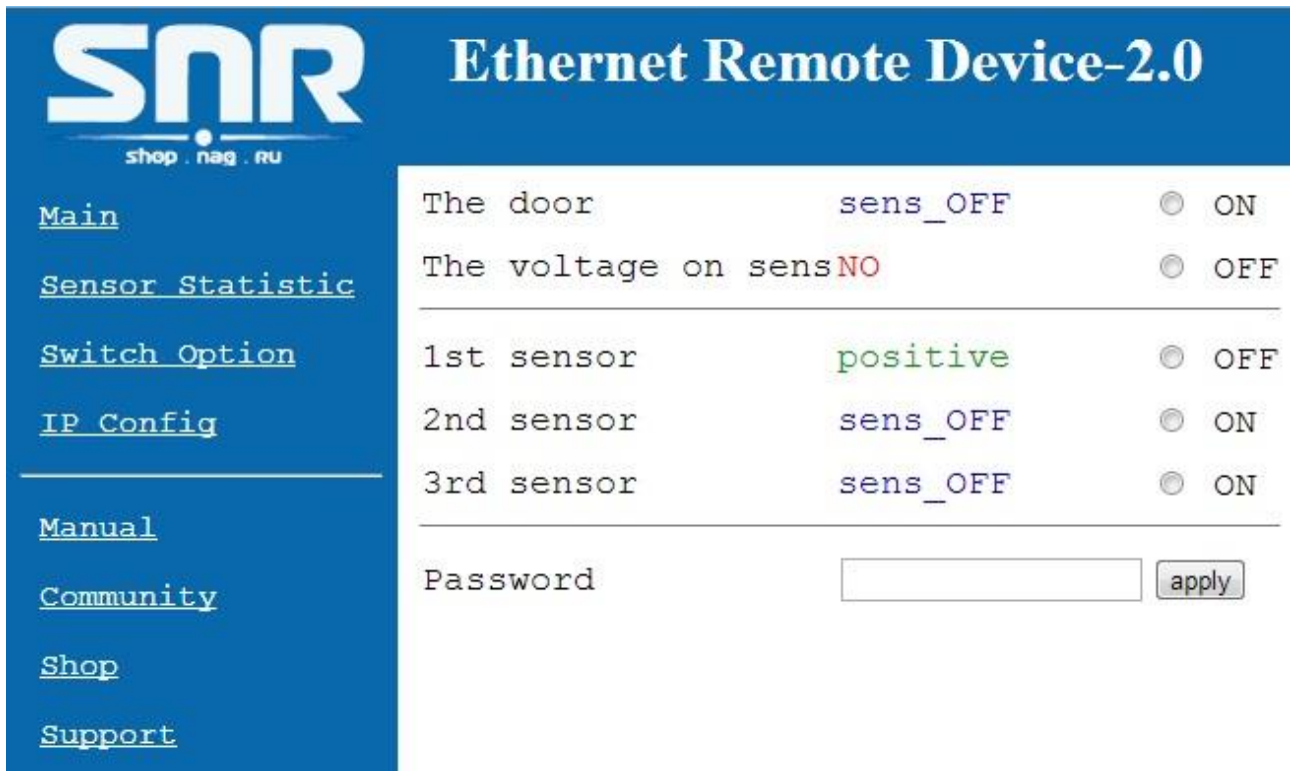 SNR
shop . nag . RU
Ethernet Remote Device-2.0
Main
Sensor Statistic
Switch Option
IP Config
Manual
Community
Shop
Support
The door sens_OFF ON
The voltage on sens NO OFF
1st sensor positive OFF
2nd sensor sens_OFF ON
3rd sensor sens_OFF ON
Password apply